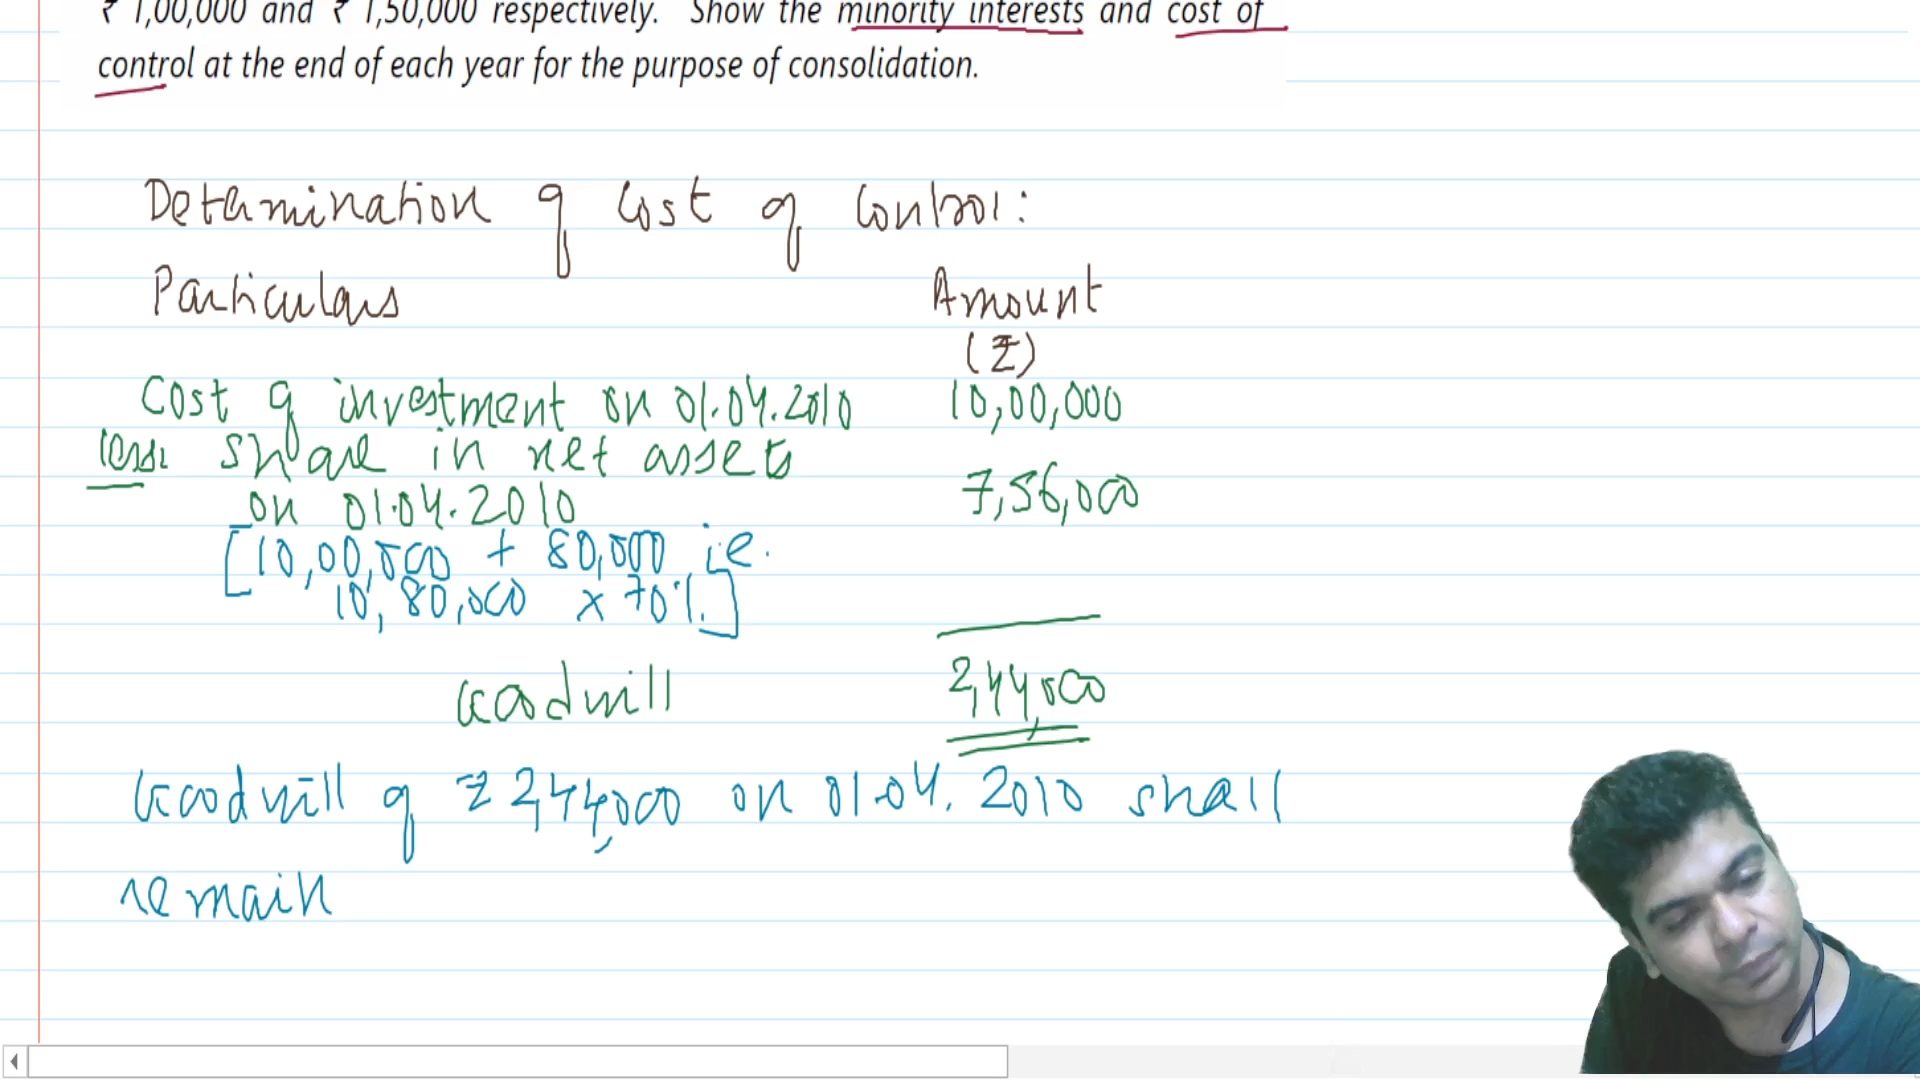 ₹ 1,00,000 and ₹ 1,50,000 respectively. Show the minority interests and cost of
control at the end of each year for the purpose of consolidation.
Determination of Cost of Control:
Particulars Amount
(₹)
Cost of investment on 01.04.2010 10,00,000
less: Share in net assets
on 01.04.2010 7,56,000
[10,00,000 + 80,000 i.e.
10,80,000 x 70%]
Goodwill 2,44,000
Goodwill of ₹ 2,44,000 on 01.04.2010 shall
remain